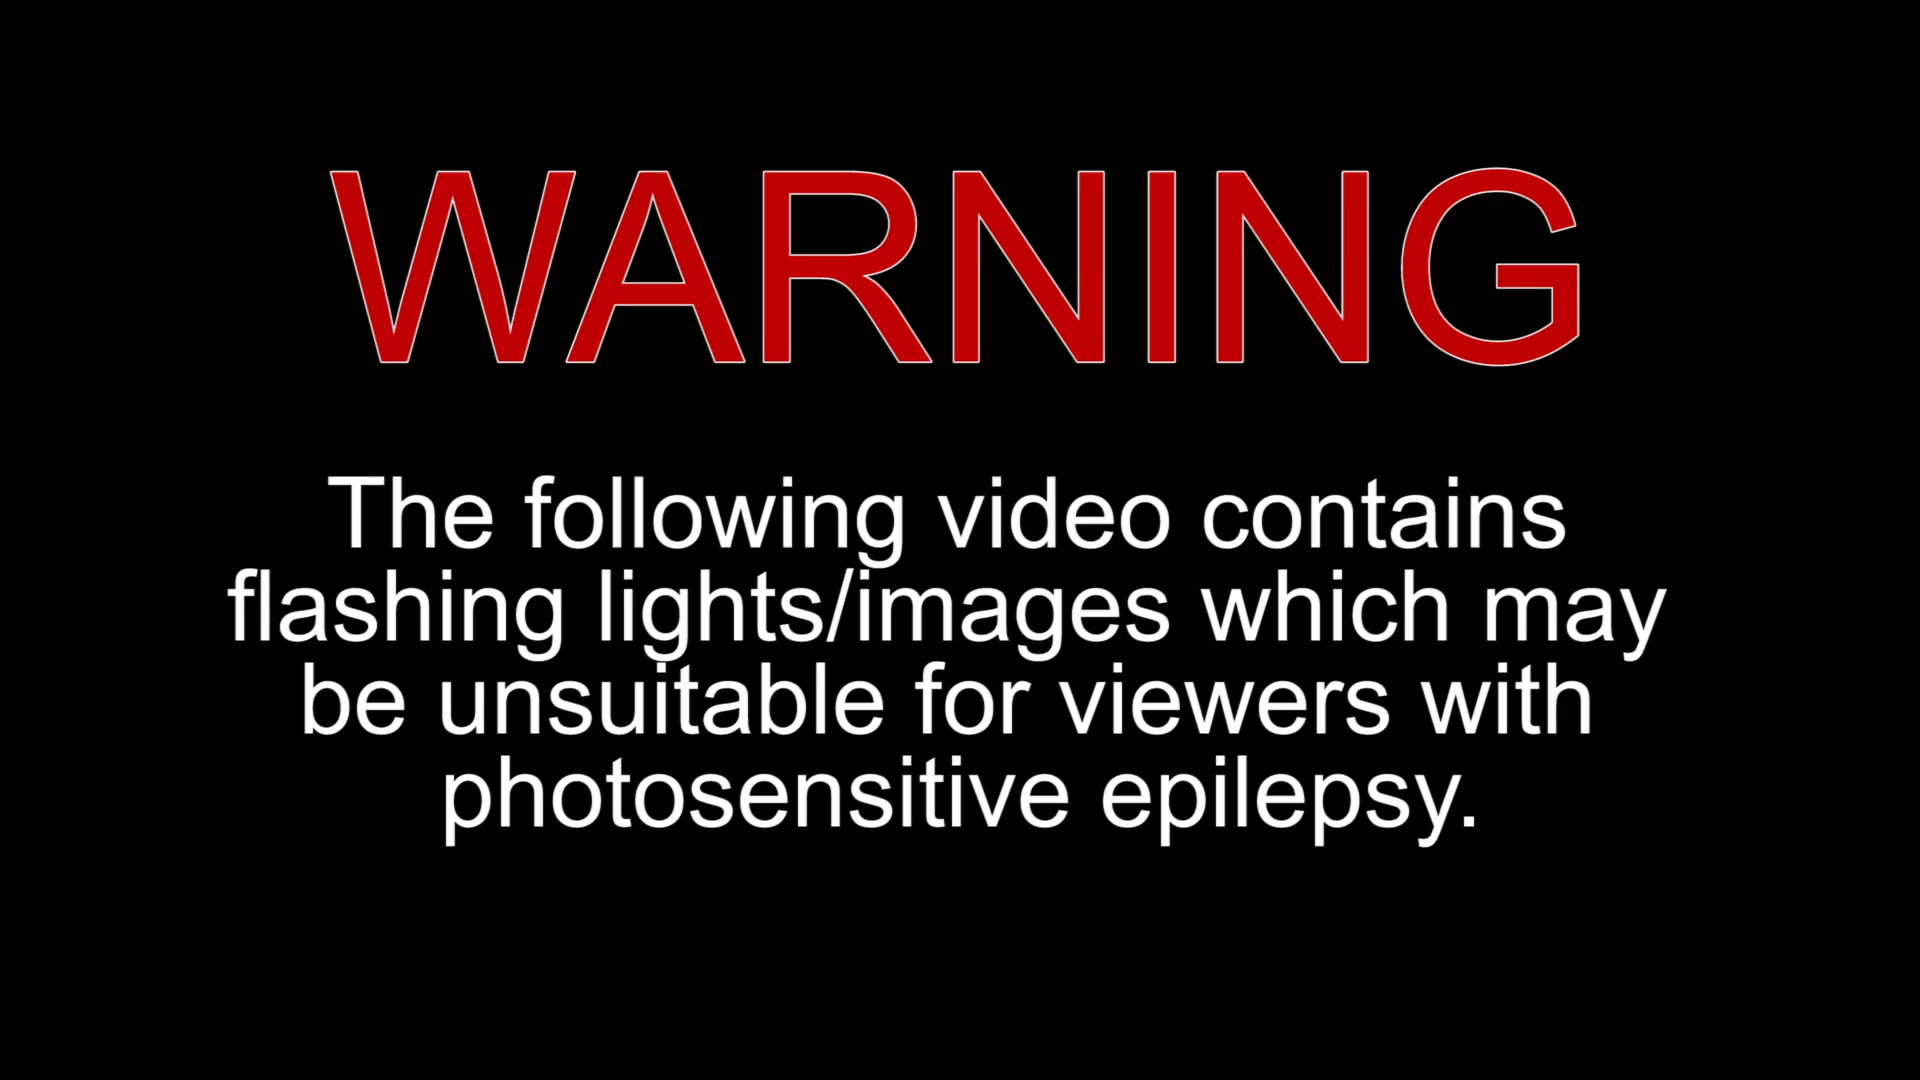 WARNING
The following video contains
flashing lights/images which may
be unsuitable for viewers with
photosensitive epilepsy.